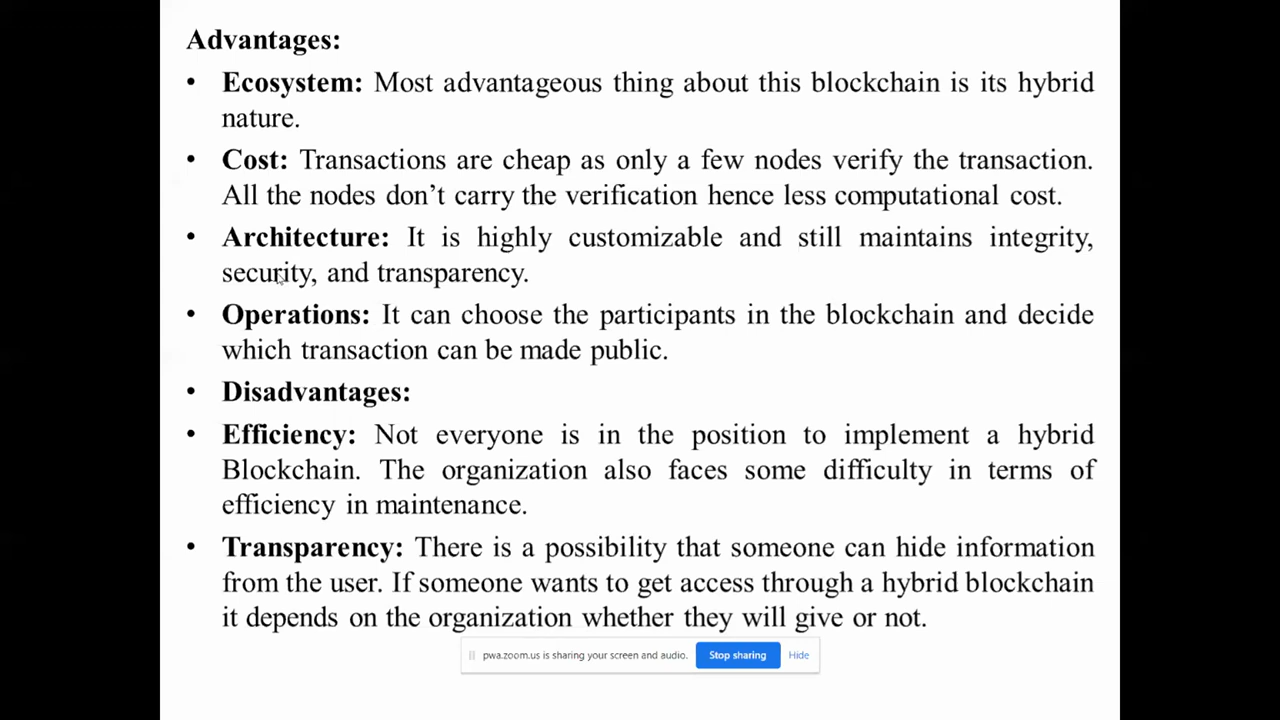 Advantages:
• Ecosystem: Most advantageous thing about this blockchain is its hybrid
nature.
• Cost: Transactions are cheap as only a few nodes verify the transaction.
All the nodes don’t carry the verification hence less computational cost.
• Architecture: It is highly customizable and still maintains integrity,
security, and transparency.
• Operations: It can choose the participants in the blockchain and decide
which transaction can be made public.
• Disadvantages:
• Efficiency: Not everyone is in the position to implement a hybrid
Blockchain. The organization also faces some difficulty in terms of
efficiency in maintenance.
• Transparency: There is a possibility that someone can hide information
from the user. If someone wants to get access through a hybrid blockchain
it depends on the organization whether they will give or not.
pwa.zoom.us is sharing your screen and audio. Stop sharing Hide